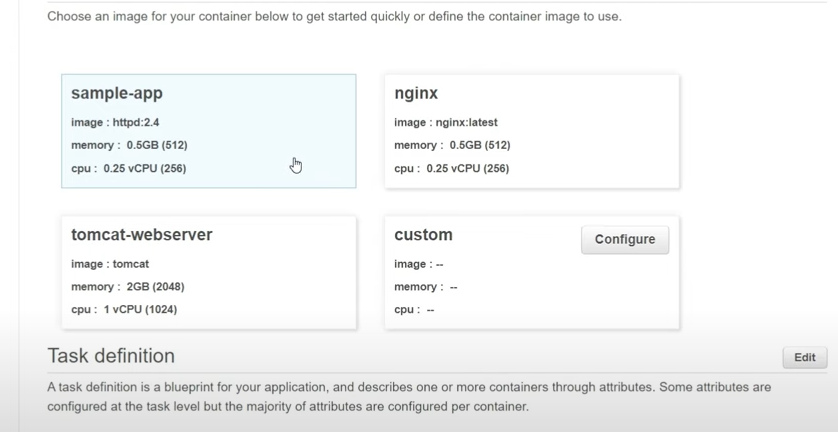 Choose an image for your container below to get started quickly or define the container image to use.
sample-app
image : httpd:2.4
memory : 0.5GB (512)
cpu : 0.25 vCPU (256)
nginx
image : nginx:latest
memory : 0.5GB (512)
cpu : 0.25 vCPU (256)
tomcat-webserver
image : tomcat
memory : 2GB (2048)
cpu : 1 vCPU (1024)
custom
Configure
image : --
memory : --
cpu : --
Task definition
Edit
A task definition is a blueprint for your application, and describes one or more containers through attributes. Some attributes are
configured at the task level but the majority of attributes are configured per container.